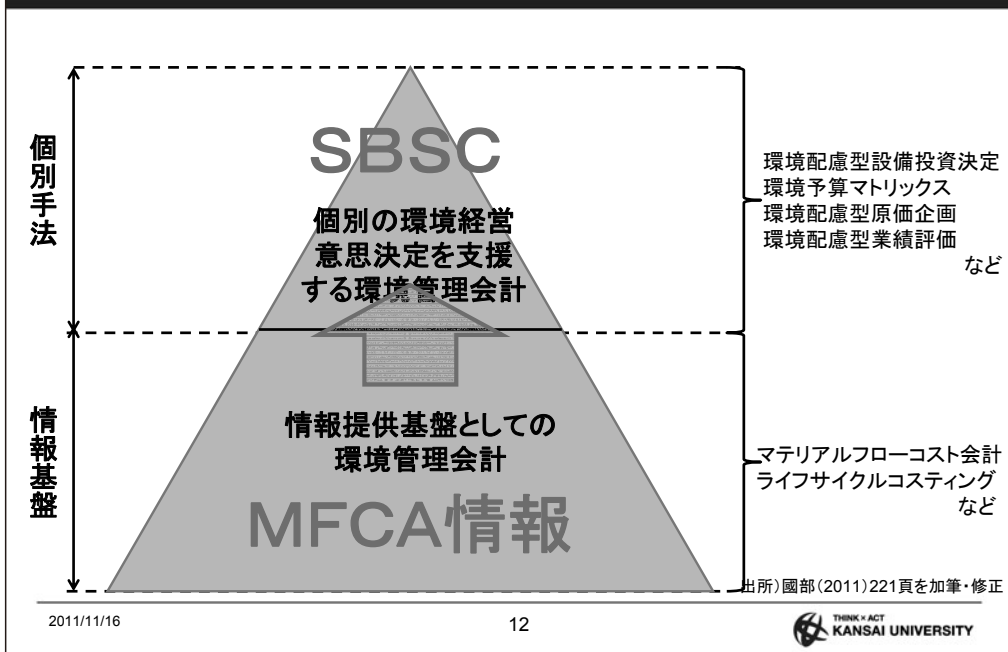 個別手法
SBSC
個別の環境経営
意思決定を支援
する環境管理会計
環境配慮型設備投資決定
環境予算マトリックス
環境配慮型原価企画
環境配慮型業績評価
など
情報基盤
情報提供基盤としての
環境管理会計
MFCA情報
マテリアルフローコスト会計
ライフサイクルコスティング
など
出所)國部(2011)221頁を加筆・修正
2011/11/16
12
THINK × ACT
KANSAI UNIVERSITY